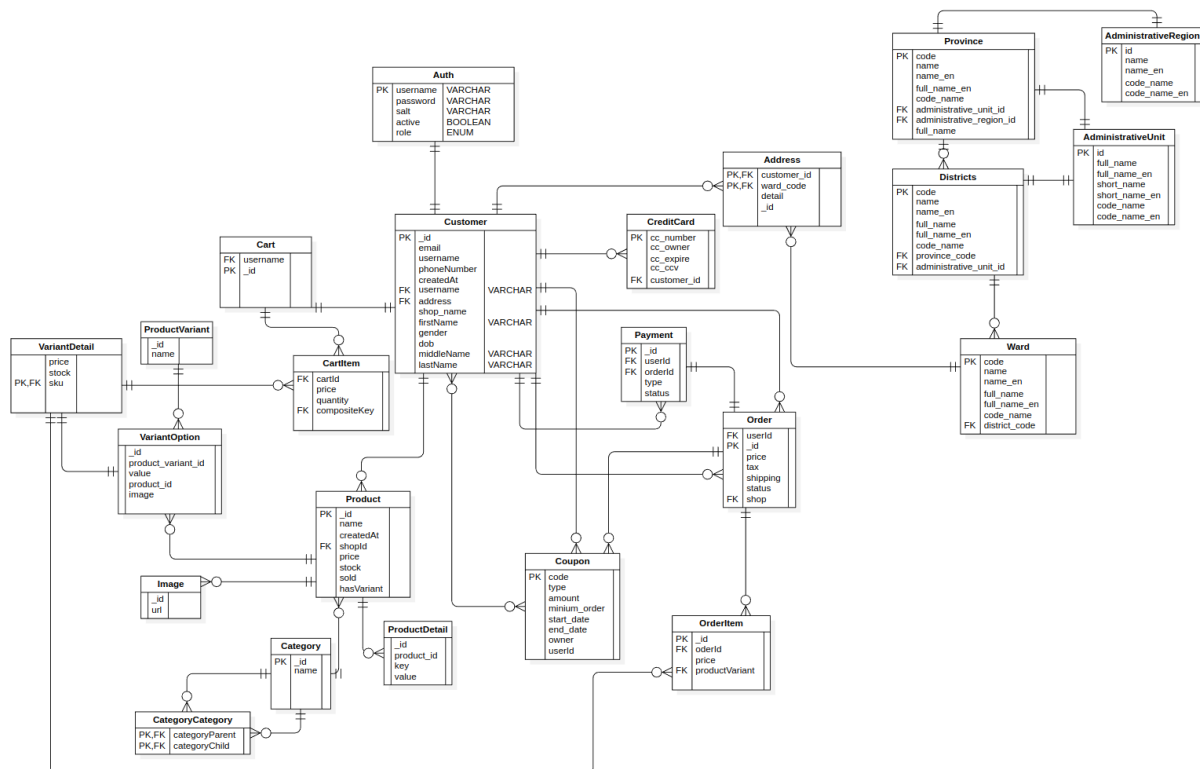 Auth
PK username VARCHAR
password VARCHAR
salt VARCHAR
active BOOLEAN
role ENUM
Province
PK code
name
name_en
full_name_en
code_name
FK administrative_unit_id
FK administrative_region_id
full_name
AdministrativeRegion
PK id
name
name_en
code_name
code_name_en
AdministrativeUnit
PK id
full_name
full_name_en
short_name
short_name_en
code_name
code_name_en
Districts
PK code
name
name_en
full_name
full_name_en
code_name
FK province_code
FK administrative_unit_id
Address
PK,FK customer_id
PK,FK ward_code
detail
_id
Customer
PK _id
email
username
phoneNumber
createdAt
FK username VARCHAR
FK address
shop_name
firstName VARCHAR
gender
dob
middleName VARCHAR
lastName VARCHAR
CreditCard
PK cc_number
cc_owner
cc_expire
cc_ccv
FK customer_id
Cart
FK username
PK _id
ProductVariant
_id
name
VariantDetail
price
stock
PK,FK sku
CartItem
FK cartId
price
quantity
FK compositeKey
Payment
PK _id
FK userId
FK orderId
type
status
Ward
PK code
name
name_en
full_name
full_name_en
code_name
FK district_code
VariantOption
_id
product_variant_id
value
product_id
image
Order
FK userId
PK _id
price
tax
shipping
status
FK shop
Product
PK _id
name
createdAt
FK shopId
price
stock
sold
hasVariant
Image
_id
url
Coupon
PK code
type
amount
minium_order
start_date
end_date
owner
userId
ProductDetail
_id
product_id
key
value
OrderItem
PK _id
FK oderId
price
FK productVariant
Category
PK _id
name
CategoryCategory
PK,FK categoryParent
PK,FK categoryChild